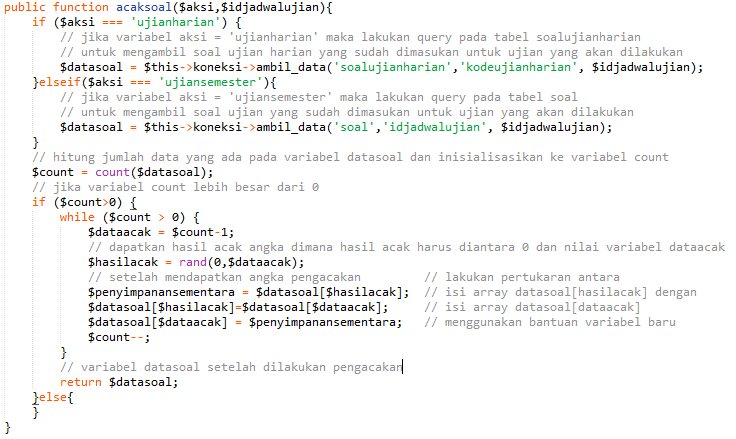 public function acaksoal($aksi,$idjadwalujian){
    if ($aksi === 'ujianharian') {
        // jika variabel aksi = 'ujianharian' maka lakukan query pada tabel soalujianharian
        // untuk mengambil soal ujian harian yang sudah dimasukan untuk ujian yang akan dilakukan
        $datasoal = $this->koneksi->ambil_data('soalujianharian','kodeujianharian', $idjadwalujian);
    }elseif($aksi === 'ujiansemester'){
        // jika variabel aksi = 'ujiansemester' maka lakukan query pada tabel soal
        // untuk mengambil soal ujian yang sudah dimasukan untuk ujian yang akan dilakukan
        $datasoal = $this->koneksi->ambil_data('soal','idjadwalujian', $idjadwalujian);
    }
    // hitung jumlah data yang ada pada variabel datasoal dan inisialisasikan ke variabel count
    $count = count($datasoal);
    // jika variabel count lebih besar dari 0
    if ($count>0) {
        while ($count > 0) {
            $dataacak = $count-1;
            // dapatkan hasil acak angka dimana hasil acak harus diantara 0 dan nilai variabel dataacak
            $hasilacak = rand(0,$dataacak);
            // setelah mendapatkan angka pengacakan         // lakukan pertukaran antara
            $penyimpanansementara = $datasoal[$hasilacak];  // isi array datasoal[hasilacak] dengan
            $datasoal[$hasilacak]=$datasoal[$dataacak];     // isi array datasoal[dataacak]
            $datasoal[$dataacak] = $penyimpanansementara;   // menggunakan bantuan variabel baru
            $count--;
        }
        // variabel datasoal setelah dilakukan pengacakan
        return $datasoal;
    }else{
    }
}